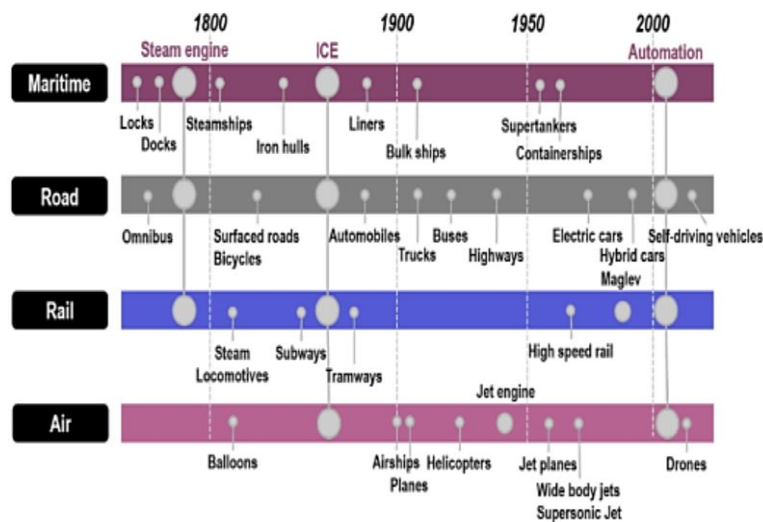 1800 1900 1950 2000
Steam engine ICE Automation
Maritime
Locks Steamships Liners Supertankers
Docks Iron hulls Bulk ships Containerships
Road
Omnibus Surfaced roads Automobiles Buses Electric cars Self-driving vehicles
Bicycles Trucks Highways Hybrid cars
Maglev
Rail
Steam Subways High speed rail
Locomotives Tramways
Jet engine
Air
Balloons Airships Helicopters Jet planes Drones
Planes Wide body jets
Supersonic Jet